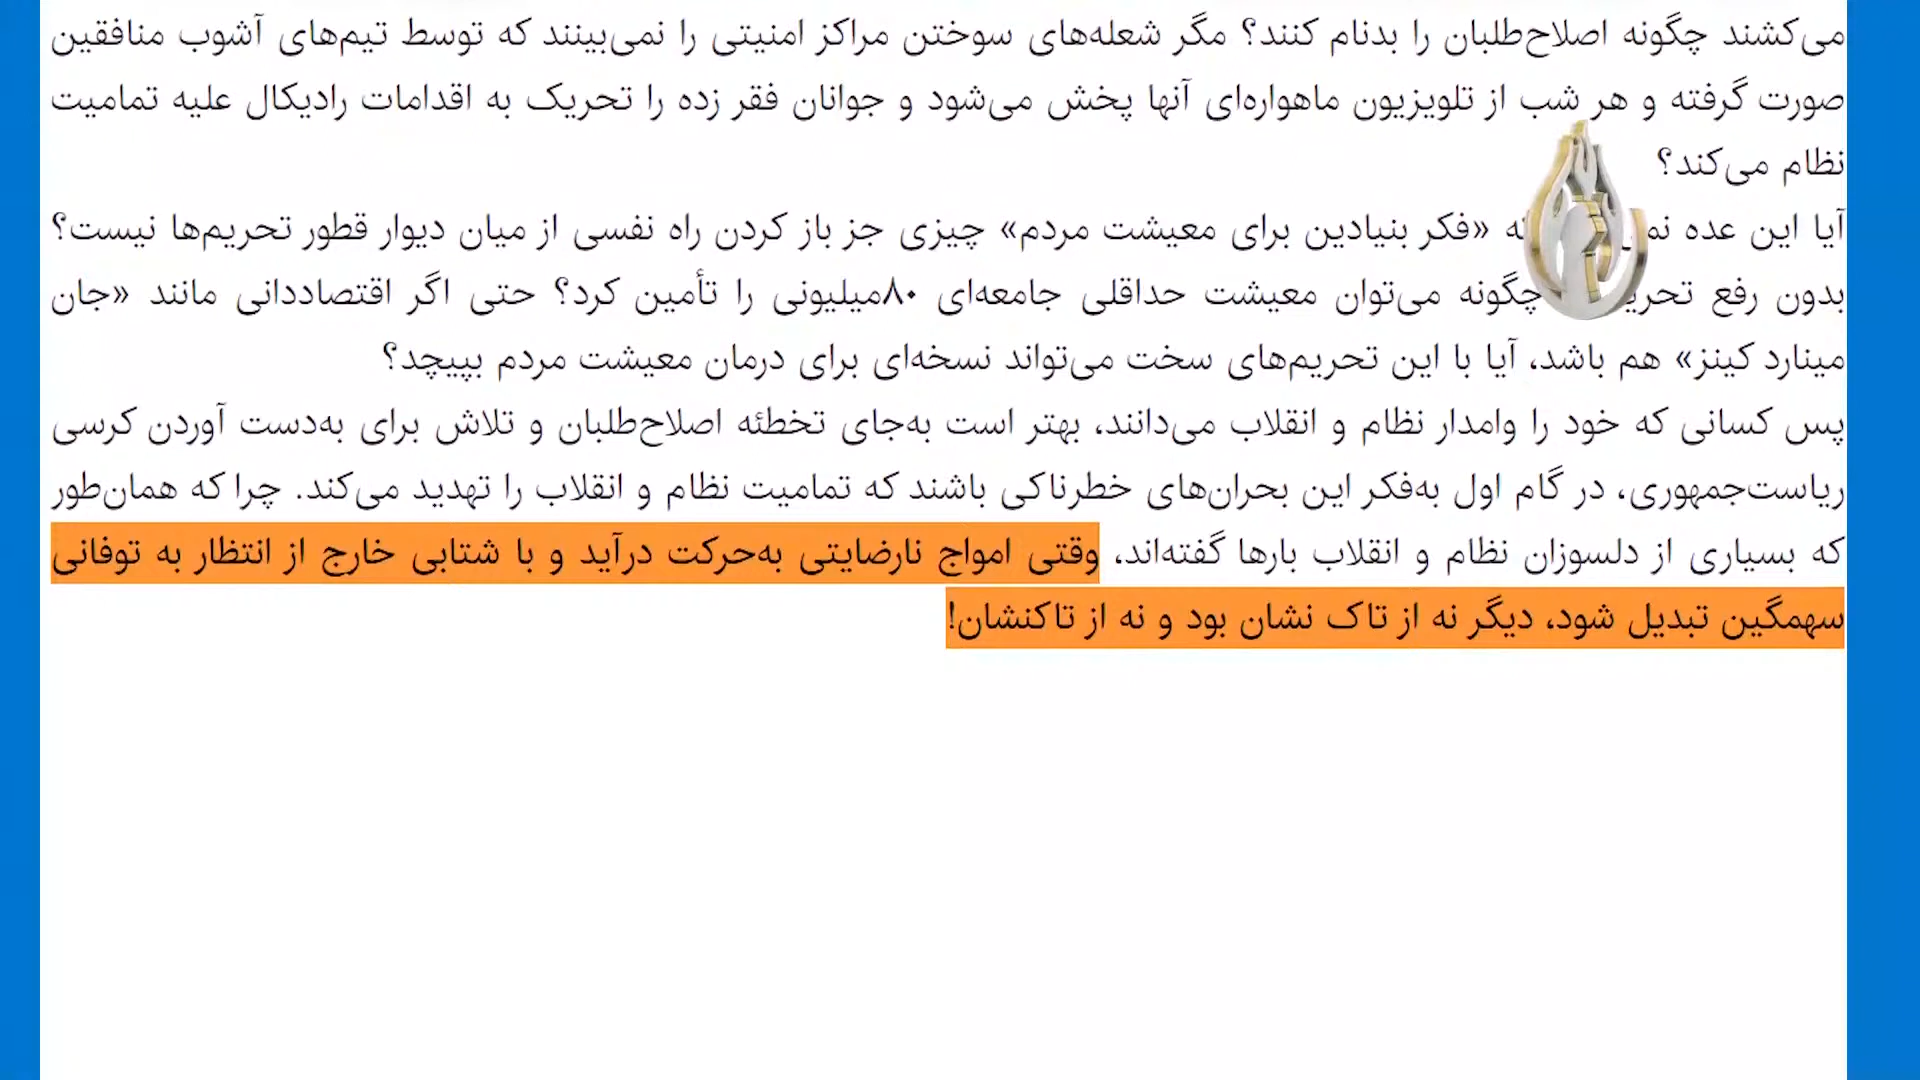 می‌کشند چگونه اصلاح‌طلبان را بدنام کنند؟ مگر شعله‌های سوختن مراکز امنیتی را نمی‌بینند که توسط تیم‌های آشوب منافقین
صورت گرفته و هر شب از تلویزیون ماهواره‌ای آنها پخش می‌شود و جوانان فقر زده را تحریک به اقدامات رادیکال علیه تمامیت
نظام می‌کند؟
آیا این عده «فکر بنیادین برای معیشت مردم» چیزی جز باز کردن راه نفسی از میان دیوار قطور تحریم‌ها نیست؟
بدون رفع چگونه می‌توان معیشت حداقلی جامعه‌ای ۸۰میلیونی را تأمین کرد؟ حتی اگر اقتصاددانی مانند «جان
مینارد کینز» هم باشد، آیا با این تحریم‌های سخت می‌تواند نسخه‌ای برای درمان معیشت مردم بپیچد؟
پس کسانی که خود را وامدار نظام و انقلاب می‌دانند، بهتر است به‌جای تخطئه اصلاح‌طلبان و تلاش برای به‌دست آوردن کرسی
ریاست‌جمهوری، در گام اول به‌فکر این بحران‌های خطرناکی باشند که تمامیت نظام و انقلاب را تهدید می‌کند. چرا که همان‌طور
که بسیاری از دلسوزان نظام و انقلاب بارها گفته‌اند، وقتی امواج نارضایتی به‌حرکت درآید و با شتابی خارج از انتظار به توفانی
سهمگین تبدیل شود، دیگر نه از تاک نشان بود و نه از تاکنشان!